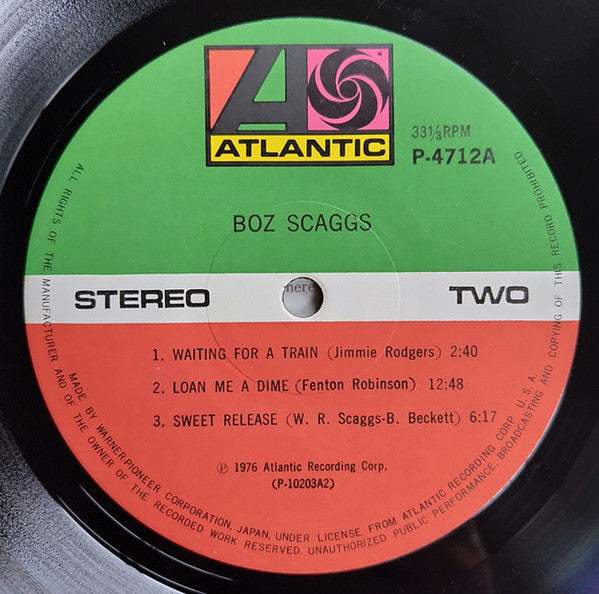 ATLANTIC
33⅓RPM
P-4712A
BOZ SCAGGS
STEREO
here
TWO
1. WAITING FOR A TRAIN (Jimmie Rodgers) 2:40
2. LOAN ME A DIME (Fenton Robinson) 12:48
3. SWEET RELEASE (W. R. Scaggs-B. Beckett) 6:17
℗ 1976 Atlantic Recording Corp.
(P-10203A2)
ALL RIGHTS OF THE MANUFACTURER AND OF THE OWNER OF THE RECORDED WORK RESERVED. UNAUTHORIZED PUBLIC PERFORMANCE, BROADCASTING AND COPYING OF THIS RECORD PROHIBITED
MADE BY WARNER-PIONEER CORPORATION, JAPAN, UNDER LICENSE FROM ATLANTIC RECORDING CORP. U.S.A.